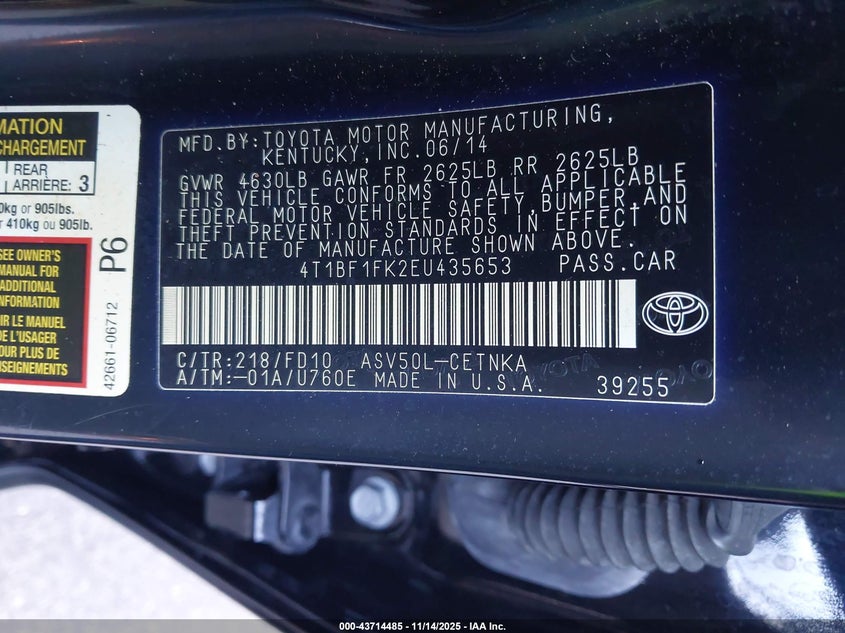 MATION
CHARGEMENT
REAR
ARRIÈRE: 3
0kg or 905lbs.
r 410kg ou 905lb.
SEE OWNER'S
MANUAL FOR
ADDITIONAL
INFORMATION
IR LE MANUEL
DE L'USAGER
OUR PLUS DE
SEIGNEMENTS
P6
42661-06712
MFD.BY:TOYOTA MOTOR MANUFACTURING,
KENTUCKY,INC.06/14
GVWR 4630LB GAWR FR 2625LB RR 2625LB
THIS VEHICLE CONFORMS TO ALL APPLICABLE
FEDERAL MOTOR VEHICLE SAFETY,BUMPER,AND
THEFT PREVENTION STANDARDS IN EFFECT ON
THE DATE OF MANUFACTURE SHOWN ABOVE.
4T1BF1FK2EU435653 PASS.CAR
C/TR:218/FD10 ASV50L-CETNKA
A/TM:-01A/U760E MADE IN U.S.A. 39255
000-43714485 - 11/14/2025 - IAA Inc.